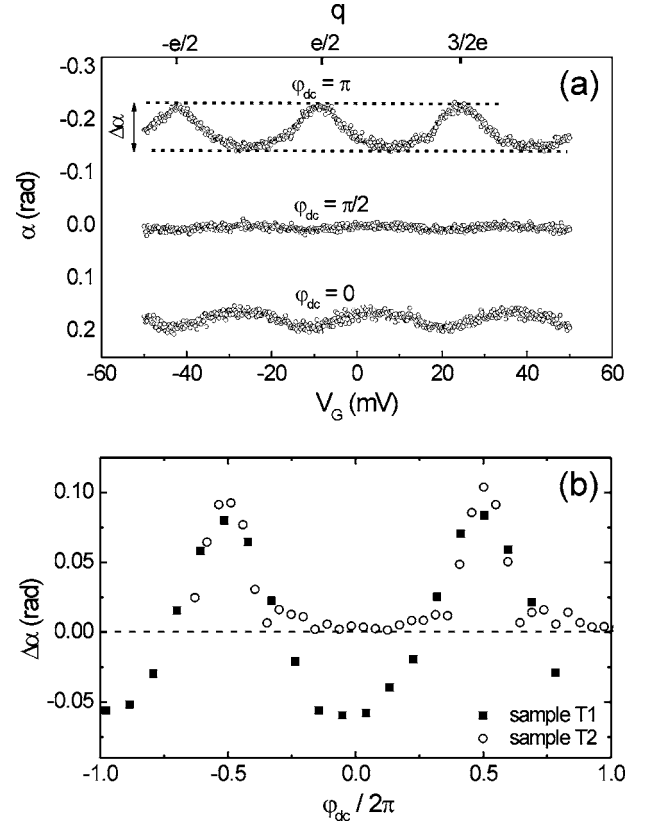 q
-e/2 e/2 3/2e
-0.3
(a)
φdc = π
-0.2
Δα
-0.1
α (rad)
φdc = π/2
0.0
0.1
φdc = 0
0.2
-60 -40 -20 0 20 40 60
VG (mV)
(b)
0.10
0.05
Δα (rad)
0.00
-0.05
sample T1
sample T2
-1.0 -0.5 0.0 0.5 1.0
φdc / 2π